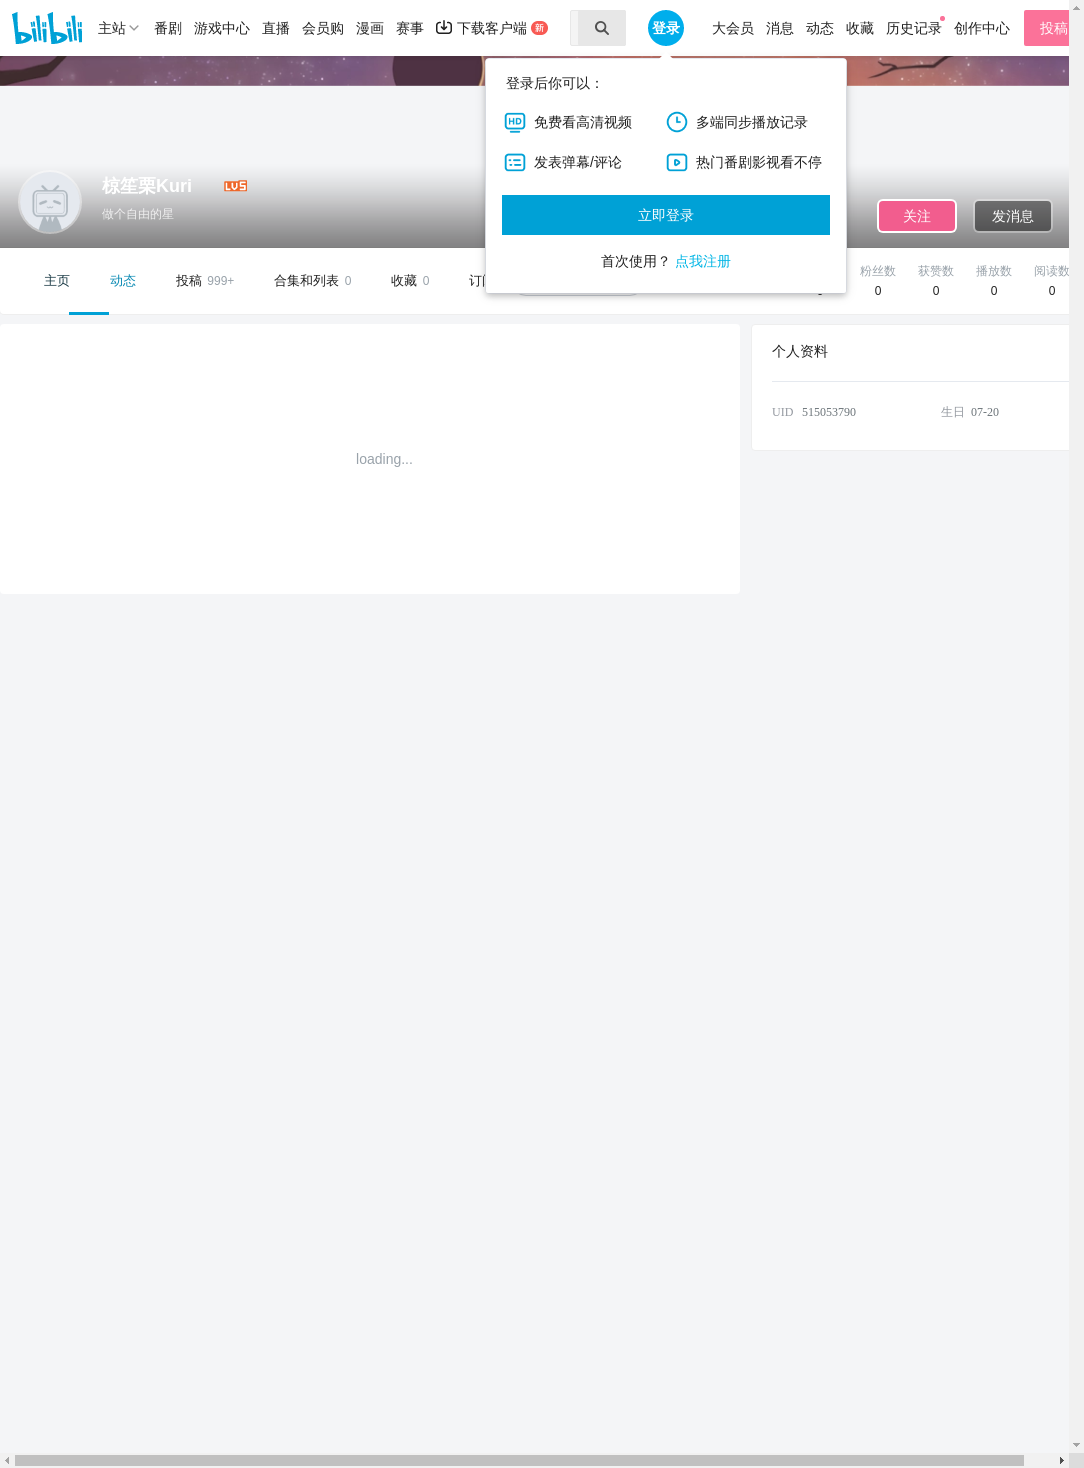 bilibili 主站 番剧 游戏中心 直播 会员购 漫画 赛事 下载客户端 新 登录 大会员 消息 动态 收藏 历史记录 创作中心 投稿
登录后你可以：
HD 免费看高清视频 多端同步播放记录
发表弹幕/评论 热门番剧影视看不停
立即登录
首次使用？ 点我注册
椋笙栗Kuri LV5
做个自由的星
关注 发消息
主页 动态 投稿 999+ 合集和列表 0 收藏 0
粉丝数 获赞数 播放数 阅读数
0 0 0 0
loading...
个人资料
UID 515053790 生日 07-20